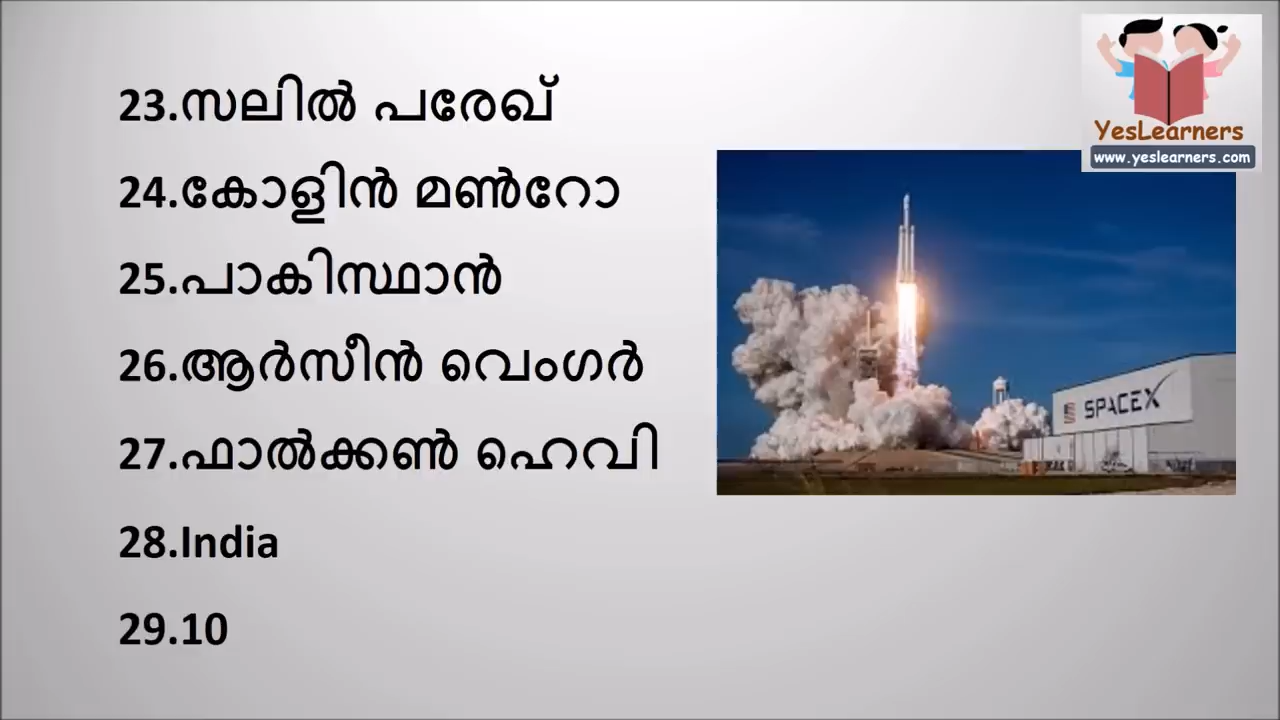 23.സലിൽ പരേഖ്
24.കോളിൻ മൺറോ
25.പാകിസ്ഥാൻ
26.ആർസീൻ വെംഗർ
27.ഫാൽക്കൺ ഹെവി
28.India
29.10
YesLearners
www.yeslearners.com
SPACEX